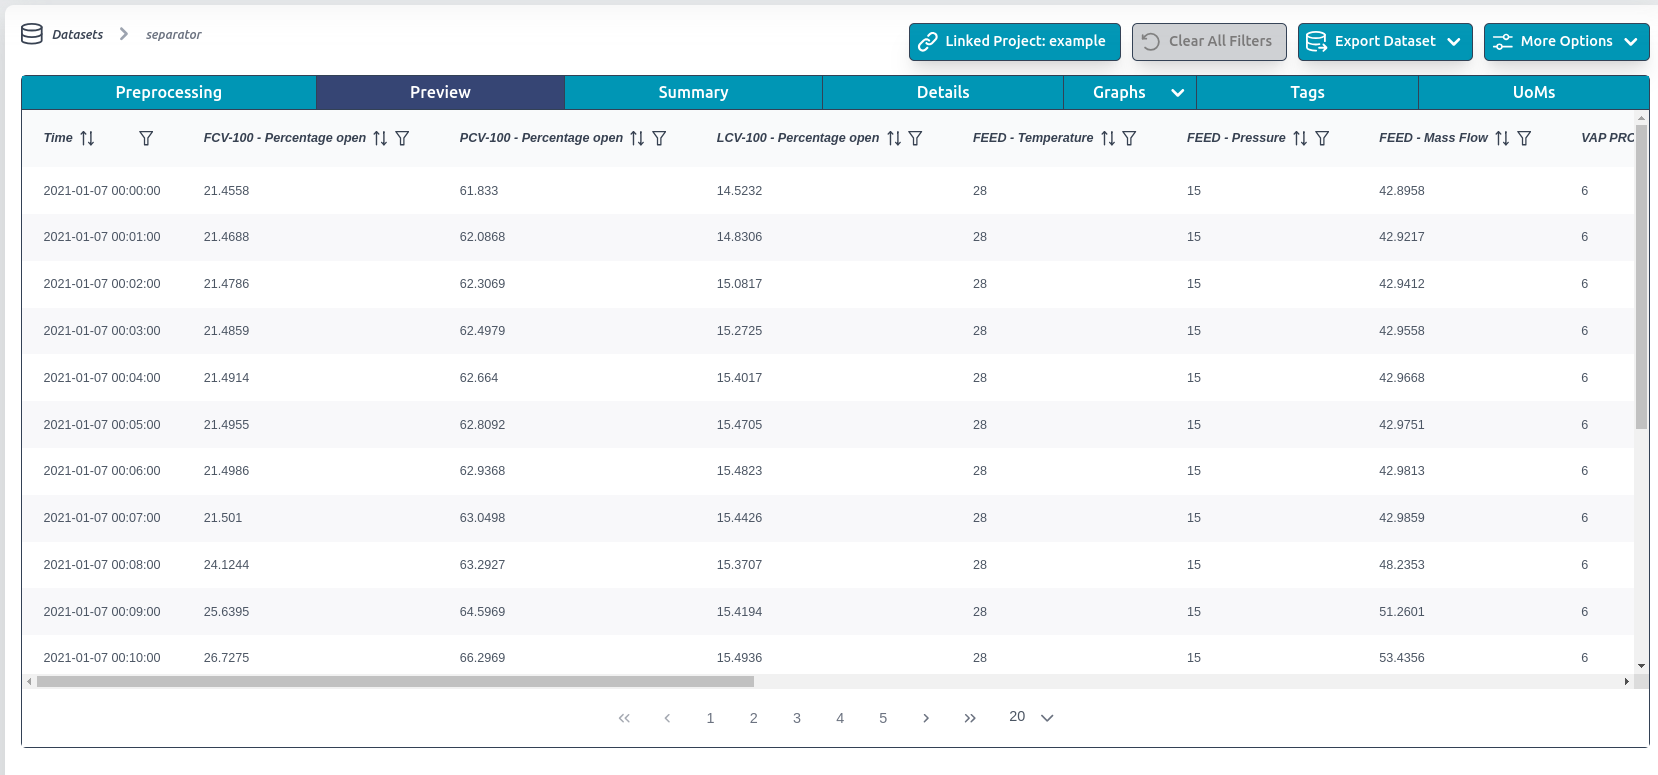 Datasets separator Linked Project: example Clear All Filters Export Dataset More Options
Preprocessing Preview Summary Details Graphs Tags UoMs
Time FCV-100 - Percentage open PCV-100 - Percentage open LCV-100 - Percentage open FEED - Temperature FEED - Pressure FEED - Mass Flow VAP PRO
2021-01-07 00:00:00 21.4558 61.833 14.5232 28 15 42.8958 6
2021-01-07 00:01:00 21.4688 62.0868 14.8306 28 15 42.9217 6
2021-01-07 00:02:00 21.4786 62.3069 15.0817 28 15 42.9412 6
2021-01-07 00:03:00 21.4859 62.4979 15.2725 28 15 42.9558 6
2021-01-07 00:04:00 21.4914 62.664 15.4017 28 15 42.9668 6
2021-01-07 00:05:00 21.4955 62.8092 15.4705 28 15 42.9751 6
2021-01-07 00:06:00 21.4986 62.9368 15.4823 28 15 42.9813 6
2021-01-07 00:07:00 21.501 63.0498 15.4426 28 15 42.9859 6
2021-01-07 00:08:00 24.1244 63.2927 15.3707 28 15 48.2353 6
2021-01-07 00:09:00 25.6395 64.5969 15.4194 28 15 51.2601 6
2021-01-07 00:10:00 26.7275 66.2969 15.4936 28 15 53.4356 6
1 2 3 4 5 20